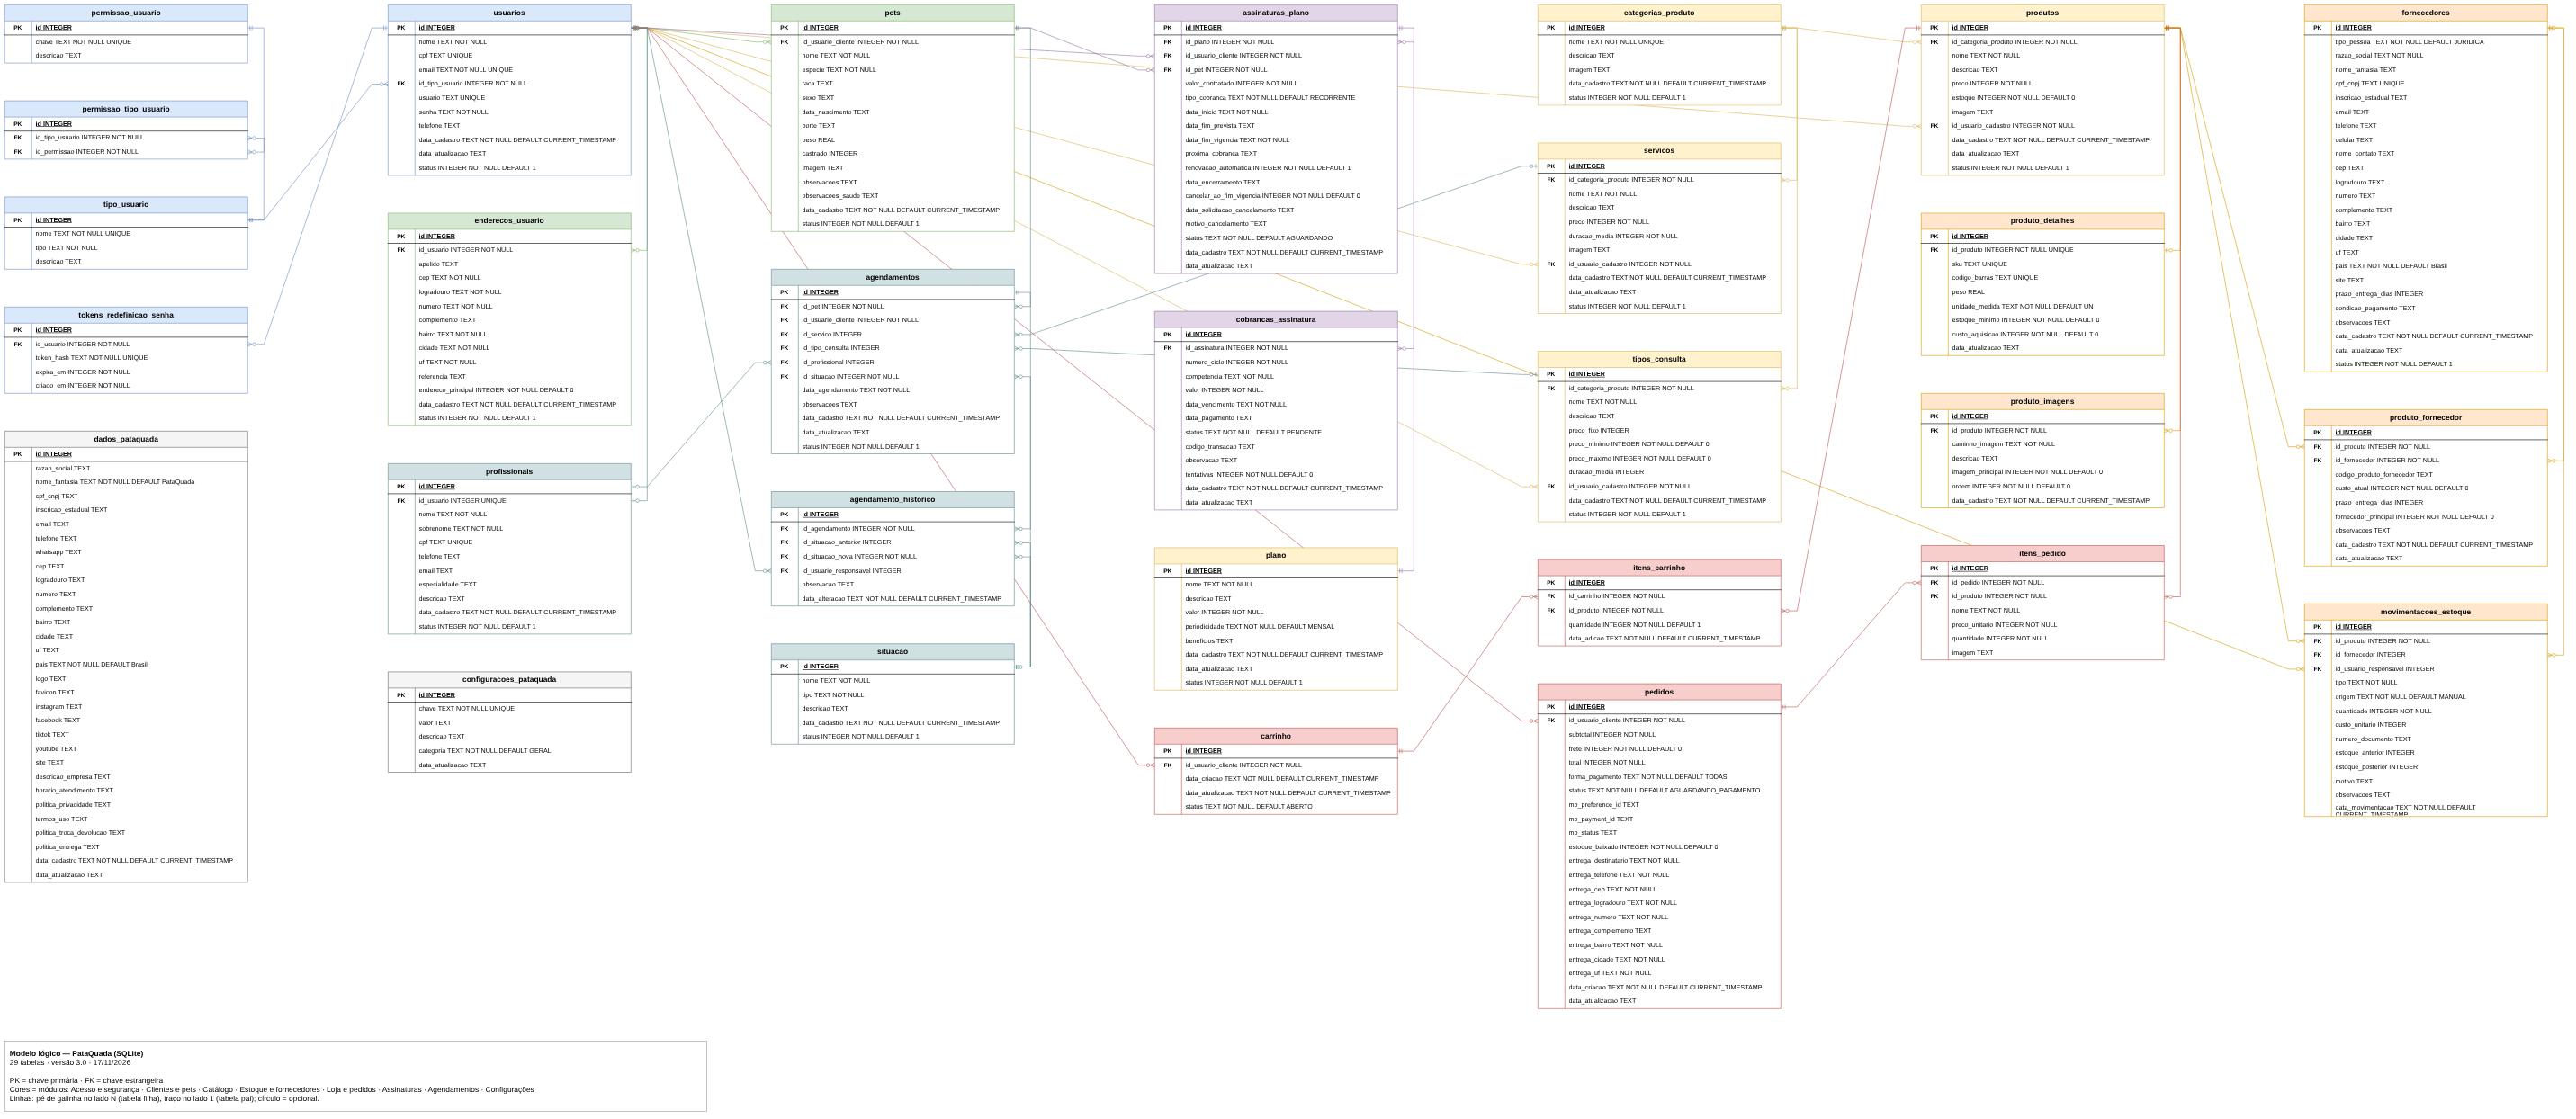 permissao_usuario
PK id INTEGER
chave TEXT NOT NULL UNIQUE
descricao TEXT
permissao_tipo_usuario
PK id INTEGER
FK id_tipo_usuario INTEGER NOT NULL
FK id_permissao INTEGER NOT NULL
tipo_usuario
PK id INTEGER
nome TEXT NOT NULL UNIQUE
tipo TEXT NOT NULL
descricao TEXT
tokens_redefinicao_senha
PK id INTEGER
FK id_usuario INTEGER NOT NULL
token_hash TEXT NOT NULL UNIQUE
expira_em INTEGER NOT NULL
criado_em INTEGER NOT NULL
dados_pataquada
PK id INTEGER
razao_social TEXT
nome_fantasia TEXT NOT NULL DEFAULT PataQuada
cpf_cnpj TEXT
inscricao_estadual TEXT
email TEXT
telefone TEXT
whatsapp TEXT
cep TEXT
logradouro TEXT
numero TEXT
complemento TEXT
bairro TEXT
cidade TEXT
uf TEXT
pais TEXT NOT NULL DEFAULT Brasil
logo TEXT
favicon TEXT
instagram TEXT
facebook TEXT
tiktok TEXT
youtube TEXT
site TEXT
descricao_empresa TEXT
horario_atendimento TEXT
politica_privacidade TEXT
termos_uso TEXT
politica_troca_devolucao TEXT
politica_entrega TEXT
data_cadastro TEXT NOT NULL DEFAULT CURRENT_TIMESTAMP
data_atualizacao TEXT
usuarios
PK id INTEGER
nome TEXT NOT NULL
cpf TEXT UNIQUE
email TEXT NOT NULL UNIQUE
FK id_tipo_usuario INTEGER NOT NULL
usuario TEXT UNIQUE
senha TEXT NOT NULL
telefone TEXT
data_cadastro TEXT NOT NULL DEFAULT CURRENT_TIMESTAMP
data_atualizacao TEXT
status INTEGER NOT NULL DEFAULT 1
enderecos_usuario
PK id INTEGER
FK id_usuario INTEGER NOT NULL
apelido TEXT
cep TEXT NOT NULL
logradouro TEXT NOT NULL
numero TEXT NOT NULL
complemento TEXT
bairro TEXT NOT NULL
cidade TEXT NOT NULL
uf TEXT NOT NULL
referencia TEXT
endereco_principal INTEGER NOT NULL DEFAULT 0
data_cadastro TEXT NOT NULL DEFAULT CURRENT_TIMESTAMP
status INTEGER NOT NULL DEFAULT 1
profissionais
PK id INTEGER
FK id_usuario INTEGER UNIQUE
nome TEXT NOT NULL
sobrenome TEXT NOT NULL
cpf TEXT UNIQUE
telefone TEXT
email TEXT
especialidade TEXT
descricao TEXT
data_cadastro TEXT NOT NULL DEFAULT CURRENT_TIMESTAMP
status INTEGER NOT NULL DEFAULT 1
configuracoes_pataquada
PK id INTEGER
chave TEXT NOT NULL UNIQUE
valor TEXT
descricao TEXT
categoria TEXT NOT NULL DEFAULT GERAL
data_atualizacao TEXT
pets
PK id INTEGER
FK id_usuario_cliente INTEGER NOT NULL
nome TEXT NOT NULL
especie TEXT NOT NULL
raca TEXT
sexo TEXT
data_nascimento TEXT
porte TEXT
peso REAL
castrado INTEGER
imagem TEXT
observacoes TEXT
observacoes_saude TEXT
data_cadastro TEXT NOT NULL DEFAULT CURRENT_TIMESTAMP
status INTEGER NOT NULL DEFAULT 1
agendamentos
PK id INTEGER
FK id_pet INTEGER NOT NULL
FK id_usuario_cliente INTEGER NOT NULL
FK id_servico INTEGER
FK id_tipo_consulta INTEGER
FK id_profissional INTEGER
FK id_situacao INTEGER NOT NULL
data_agendamento TEXT NOT NULL
observacoes TEXT
data_cadastro TEXT NOT NULL DEFAULT CURRENT_TIMESTAMP
data_atualizacao TEXT
status INTEGER NOT NULL DEFAULT 1
agendamento_historico
PK id INTEGER
FK id_agendamento INTEGER NOT NULL
FK id_situacao_anterior INTEGER
FK id_situacao_nova INTEGER NOT NULL
FK id_usuario_responsavel INTEGER
observacao TEXT
data_alteracao TEXT NOT NULL DEFAULT CURRENT_TIMESTAMP
situacao
PK id INTEGER
nome TEXT NOT NULL
tipo TEXT NOT NULL
descricao TEXT
data_cadastro TEXT NOT NULL DEFAULT CURRENT_TIMESTAMP
status INTEGER NOT NULL DEFAULT 1
assinaturas_plano
PK id INTEGER
FK id_plano INTEGER NOT NULL
FK id_usuario_cliente INTEGER NOT NULL
FK id_pet INTEGER NOT NULL
valor_contratado INTEGER NOT NULL
tipo_cobranca TEXT NOT NULL DEFAULT RECORRENTE
data_inicio TEXT NOT NULL
data_fim_prevista TEXT
data_fim_vigencia TEXT NOT NULL
proxima_cobranca TEXT
renovacao_automatica INTEGER NOT NULL DEFAULT 1
data_encerramento TEXT
cancelar_ao_fim_vigencia INTEGER NOT NULL DEFAULT 0
data_solicitacao_cancelamento TEXT
motivo_cancelamento TEXT
status TEXT NOT NULL DEFAULT AGUARDANDO
data_cadastro TEXT NOT NULL DEFAULT CURRENT_TIMESTAMP
data_atualizacao TEXT
cobrancas_assinatura
PK id INTEGER
FK id_assinatura INTEGER NOT NULL
numero_ciclo INTEGER NOT NULL
competencia TEXT NOT NULL
valor INTEGER NOT NULL
data_vencimento TEXT NOT NULL
data_pagamento TEXT
status TEXT NOT NULL DEFAULT PENDENTE
codigo_transacao TEXT
observacao TEXT
tentativas INTEGER NOT NULL DEFAULT 0
data_cadastro TEXT NOT NULL DEFAULT CURRENT_TIMESTAMP
data_atualizacao TEXT
plano
PK id INTEGER
nome TEXT NOT NULL
descricao TEXT
valor INTEGER NOT NULL
periodicidade TEXT NOT NULL DEFAULT MENSAL
beneficios TEXT
data_cadastro TEXT NOT NULL DEFAULT CURRENT_TIMESTAMP
data_atualizacao TEXT
status INTEGER NOT NULL DEFAULT 1
carrinho
PK id INTEGER
FK id_usuario_cliente INTEGER NOT NULL
data_criacao TEXT NOT NULL DEFAULT CURRENT_TIMESTAMP
data_atualizacao TEXT NOT NULL DEFAULT CURRENT_TIMESTAMP
status TEXT NOT NULL DEFAULT ABERTO
categorias_produto
PK id INTEGER
nome TEXT NOT NULL UNIQUE
descricao TEXT
imagem TEXT
data_cadastro TEXT NOT NULL DEFAULT CURRENT_TIMESTAMP
status INTEGER NOT NULL DEFAULT 1
servicos
PK id INTEGER
FK id_categoria_produto INTEGER NOT NULL
nome TEXT NOT NULL
descricao TEXT
preco INTEGER NOT NULL
duracao_media INTEGER NOT NULL
imagem TEXT
FK id_usuario_cadastro INTEGER NOT NULL
data_cadastro TEXT NOT NULL DEFAULT CURRENT_TIMESTAMP
data_atualizacao TEXT
status INTEGER NOT NULL DEFAULT 1
tipos_consulta
PK id INTEGER
FK id_categoria_produto INTEGER NOT NULL
nome TEXT NOT NULL
descricao TEXT
preco_fixo INTEGER
preco_minimo INTEGER NOT NULL DEFAULT 0
preco_maximo INTEGER NOT NULL DEFAULT 0
duracao_media INTEGER
FK id_usuario_cadastro INTEGER NOT NULL
data_cadastro TEXT NOT NULL DEFAULT CURRENT_TIMESTAMP
status INTEGER NOT NULL DEFAULT 1
itens_carrinho
PK id INTEGER
FK id_carrinho INTEGER NOT NULL
FK id_produto INTEGER NOT NULL
quantidade INTEGER NOT NULL DEFAULT 1
data_adicao TEXT NOT NULL DEFAULT CURRENT_TIMESTAMP
pedidos
PK id INTEGER
FK id_usuario_cliente INTEGER NOT NULL
subtotal INTEGER NOT NULL
frete INTEGER NOT NULL DEFAULT 0
total INTEGER NOT NULL
forma_pagamento TEXT NOT NULL DEFAULT TODAS
status TEXT NOT NULL DEFAULT AGUARDANDO_PAGAMENTO
mp_preference_id TEXT
mp_payment_id TEXT
mp_status TEXT
estoque_baixado INTEGER NOT NULL DEFAULT 0
entrega_destinatario TEXT NOT NULL
entrega_telefone TEXT NOT NULL
entrega_cep TEXT NOT NULL
entrega_logradouro TEXT NOT NULL
entrega_numero TEXT NOT NULL
entrega_complemento TEXT
entrega_bairro TEXT NOT NULL
entrega_cidade TEXT NOT NULL
entrega_uf TEXT NOT NULL
data_criacao TEXT NOT NULL DEFAULT CURRENT_TIMESTAMP
data_atualizacao TEXT
produtos
PK id INTEGER
FK id_categoria_produto INTEGER NOT NULL
nome TEXT NOT NULL
descricao TEXT
preco INTEGER NOT NULL
estoque INTEGER NOT NULL DEFAULT 0
imagem TEXT
FK id_usuario_cadastro INTEGER NOT NULL
data_cadastro TEXT NOT NULL DEFAULT CURRENT_TIMESTAMP
data_atualizacao TEXT
status INTEGER NOT NULL DEFAULT 1
produto_detalhes
PK id INTEGER
FK id_produto INTEGER NOT NULL UNIQUE
sku TEXT UNIQUE
codigo_barras TEXT UNIQUE
peso REAL
unidade_medida TEXT NOT NULL DEFAULT UN
estoque_minimo INTEGER NOT NULL DEFAULT 0
custo_aquisicao INTEGER NOT NULL DEFAULT 0
data_atualizacao TEXT
produto_imagens
PK id INTEGER
FK id_produto INTEGER NOT NULL
caminho_imagem TEXT NOT NULL
descricao TEXT
imagem_principal INTEGER NOT NULL DEFAULT 0
ordem INTEGER NOT NULL DEFAULT 0
data_cadastro TEXT NOT NULL DEFAULT CURRENT_TIMESTAMP
itens_pedido
PK id INTEGER
FK id_pedido INTEGER NOT NULL
FK id_produto INTEGER NOT NULL
nome TEXT NOT NULL
preco_unitario INTEGER NOT NULL
quantidade INTEGER NOT NULL
imagem TEXT
fornecedores
PK id INTEGER
tipo_pessoa TEXT NOT NULL DEFAULT JURIDICA
razao_social TEXT NOT NULL
nome_fantasia TEXT
cpf_cnpj TEXT UNIQUE
inscricao_estadual TEXT
email TEXT
telefone TEXT
celular TEXT
nome_contato TEXT
cep TEXT
logradouro TEXT
numero TEXT
complemento TEXT
bairro TEXT
cidade TEXT
uf TEXT
pais TEXT NOT NULL DEFAULT Brasil
site TEXT
prazo_entrega_dias INTEGER
condicao_pagamento TEXT
observacoes TEXT
data_cadastro TEXT NOT NULL DEFAULT CURRENT_TIMESTAMP
data_atualizacao TEXT
status INTEGER NOT NULL DEFAULT 1
produto_fornecedor
PK id INTEGER
FK id_produto INTEGER NOT NULL
FK id_fornecedor INTEGER NOT NULL
codigo_produto_fornecedor TEXT
custo_atual INTEGER NOT NULL DEFAULT 0
prazo_entrega_dias INTEGER
fornecedor_principal INTEGER NOT NULL DEFAULT 0
observacoes TEXT
data_cadastro TEXT NOT NULL DEFAULT CURRENT_TIMESTAMP
data_atualizacao TEXT
movimentacoes_estoque
PK id INTEGER
FK id_produto INTEGER NOT NULL
FK id_fornecedor INTEGER
FK id_usuario_responsavel INTEGER
tipo TEXT NOT NULL
origem TEXT NOT NULL DEFAULT MANUAL
quantidade INTEGER NOT NULL
custo_unitario INTEGER
numero_documento TEXT
estoque_anterior INTEGER
estoque_posterior INTEGER
motivo TEXT
observacoes TEXT
data_movimentacao TEXT NOT NULL DEFAULT
CURRENT_TIMESTAMP
Modelo lógico — PataQuada (SQLite)
29 tabelas · versão 3.0 · 17/11/2026
PK = chave primária · FK = chave estrangeira
Cores = módulos: Acesso e segurança · Clientes e pets · Catálogo · Estoque e fornecedores · Loja e pedidos · Assinaturas · Agendamentos · Configurações
Linhas: pé de galinha no lado N (tabela filha), traço no lado 1 (tabela pai); círculo = opcional.